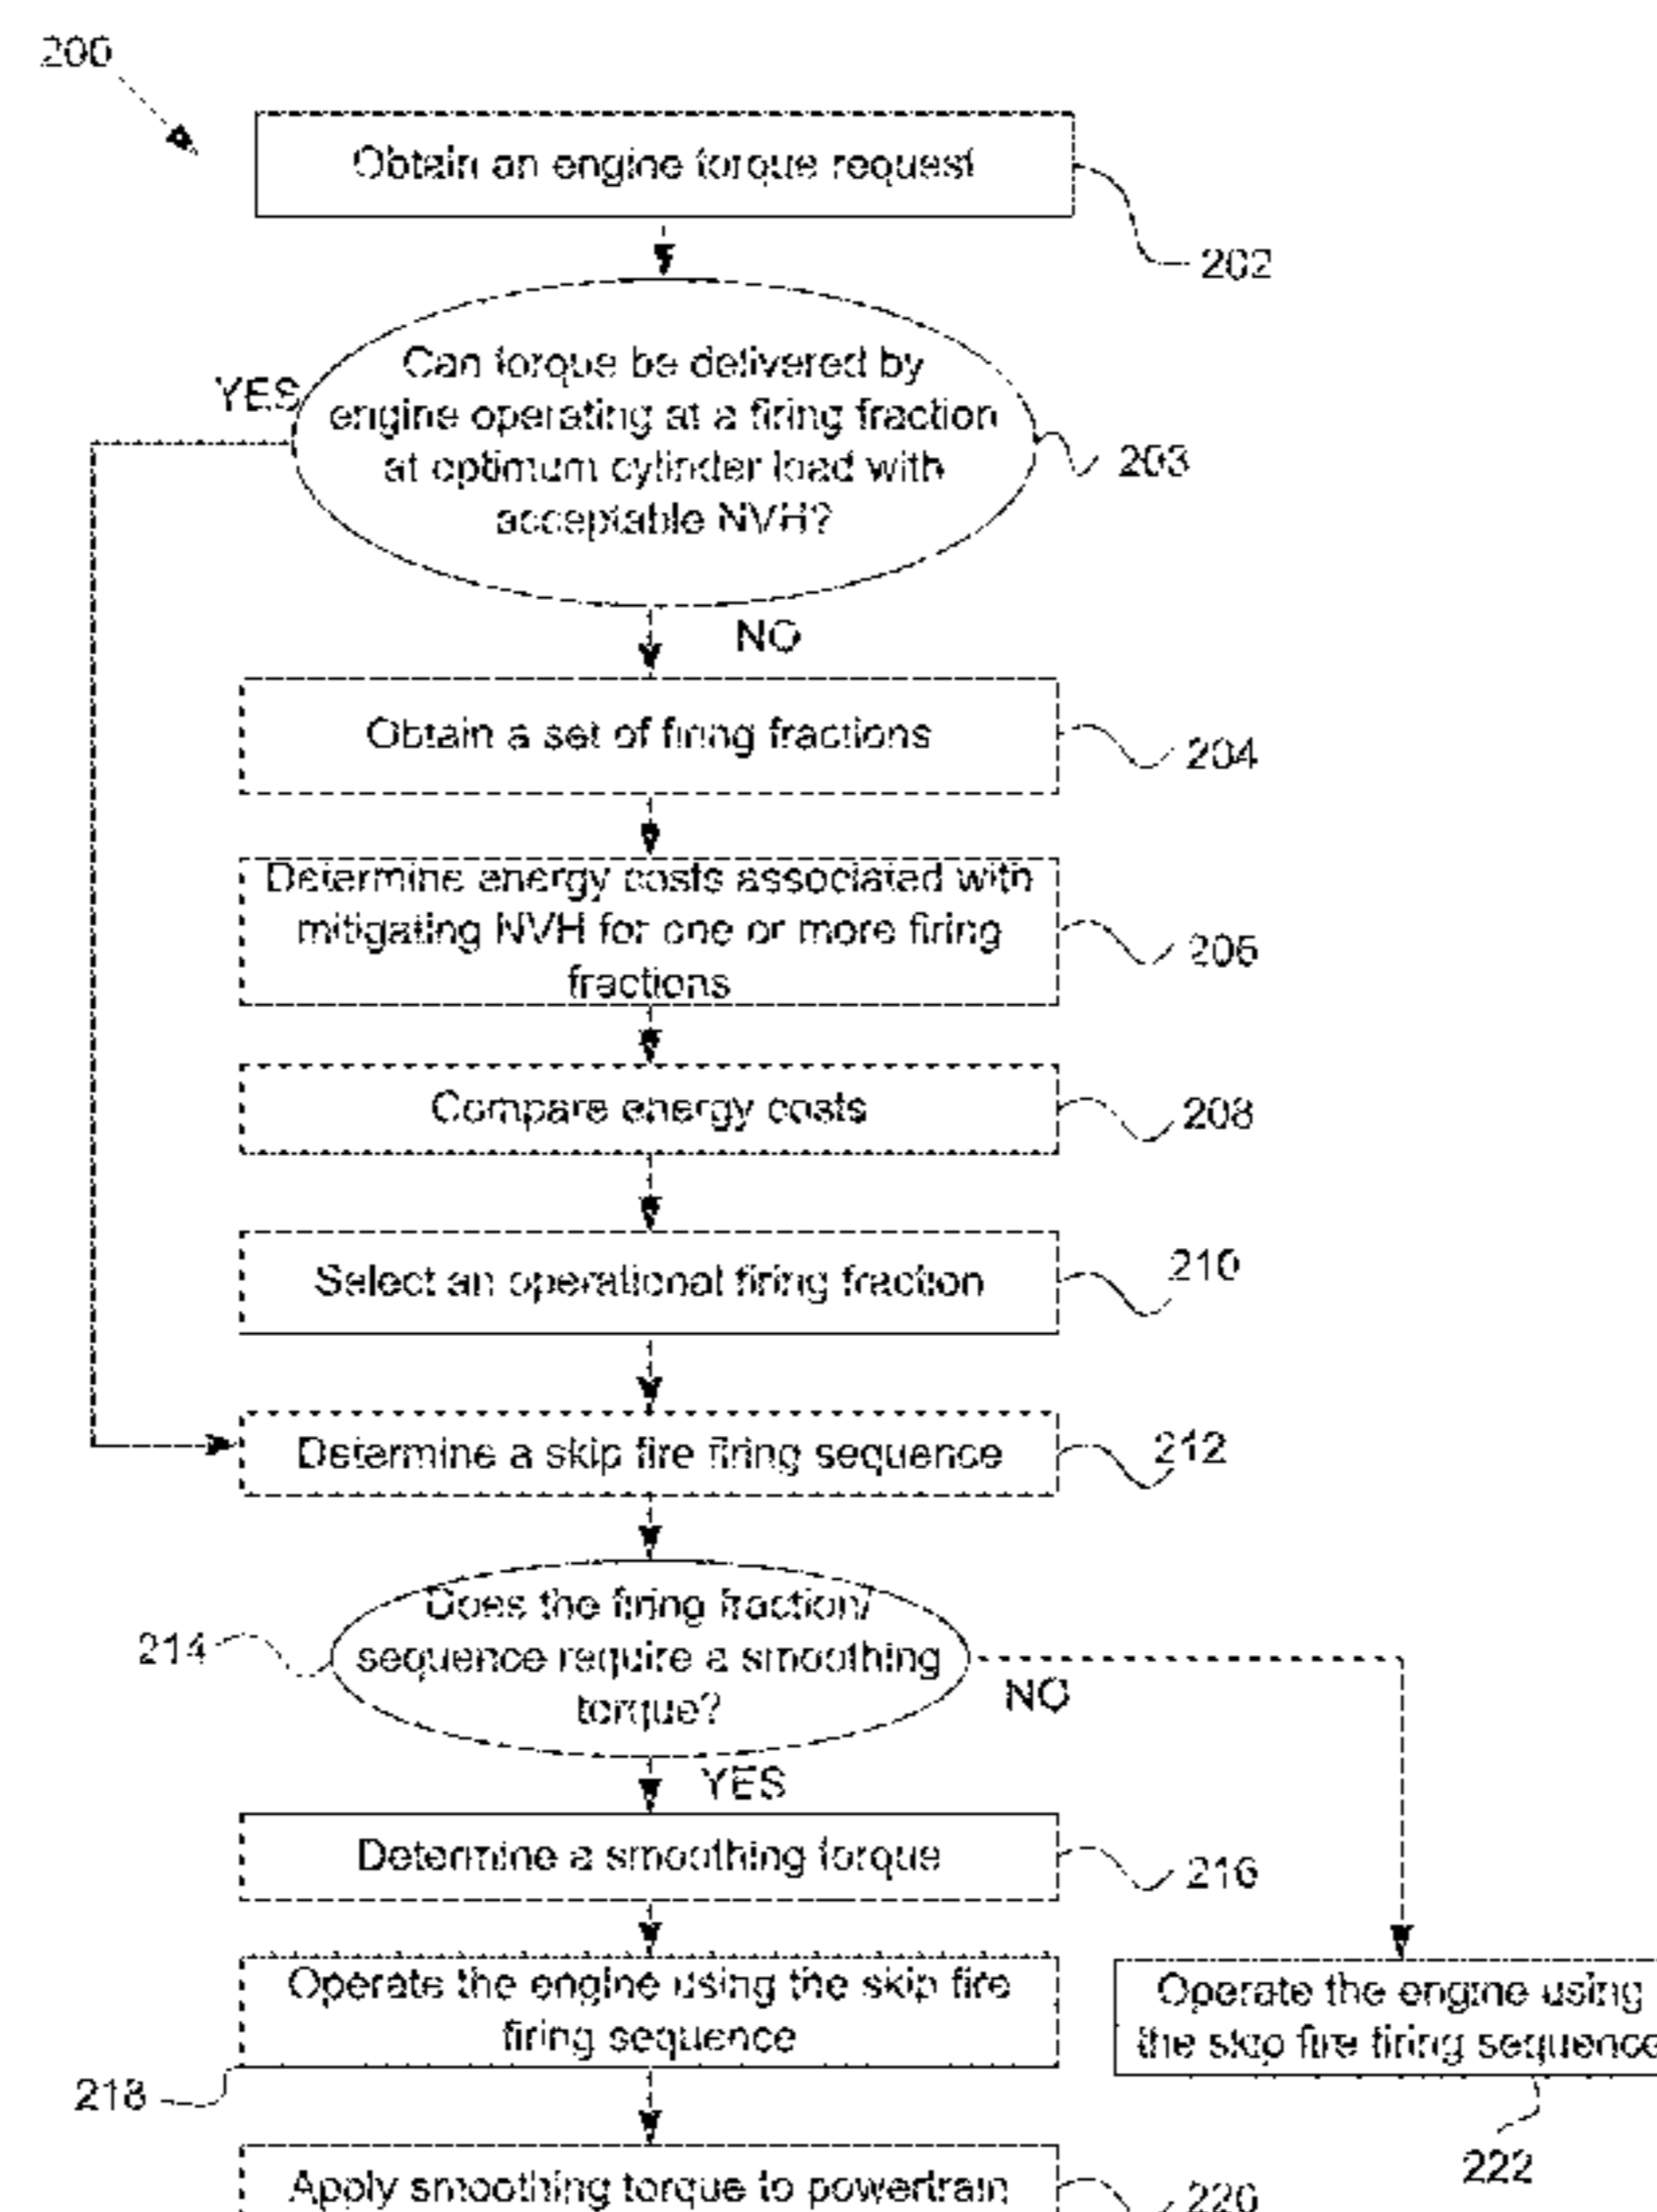 200
Obtain an engine torque request
202
Can torque be delivered by
YES
engine operating at a firing fraction
at optimum cylinder load with
203
acceptable NVH?
NO
Obtain a set of firing fractions
204
Determine energy costs associated with
mitigating NVH for one or more firing
206
fractions
Compare energy costs
208
Select an operational firing fraction
210
Determine a skip fire firing sequence
212
Does the firing fraction/
214
sequence require a smoothing
torque?
NO
YES
Determine a smoothing torque
216
Operate the engine using the skip fire
firing sequence
218
Operate the engine using
the skip fire firing sequence
222
Apply smoothing torque to powertrain
220